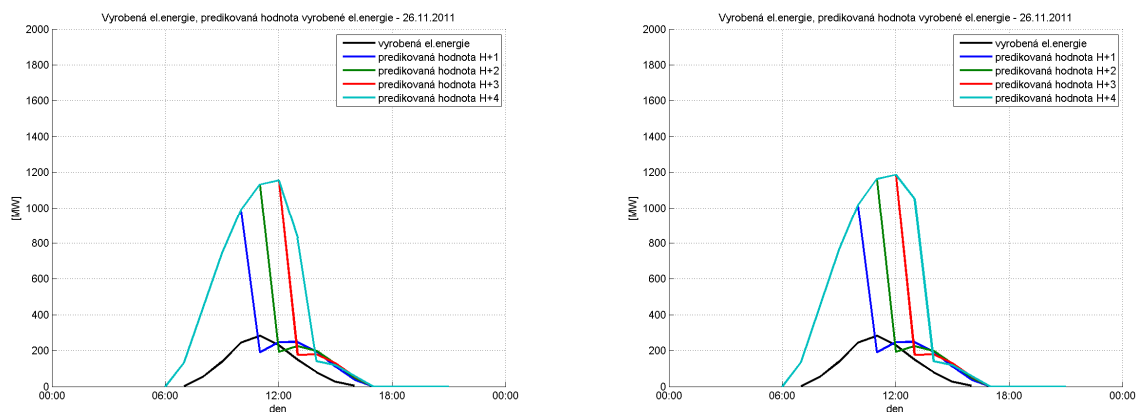 Vyrobená el.energie, predikovaná hodnota vyrobené el.energie - 26.11.2011
2000
1800
1600
1400
1200
1000
800
600
400
200
0
[MW]
00:00
06:00
12:00
18:00
00:00
den
vyrobená el.energie
predikovaná hodnota H+1
predikovaná hodnota H+2
predikovaná hodnota H+3
predikovaná hodnota H+4
Vyrobená el.energie, predikovaná hodnota vyrobené el.energie - 26.11.2011
2000
1800
1600
1400
1200
1000
800
600
400
200
0
[MW]
00:00
06:00
12:00
18:00
00:00
den
vyrobená el.energie
predikovaná hodnota H+1
predikovaná hodnota H+2
predikovaná hodnota H+3
predikovaná hodnota H+4